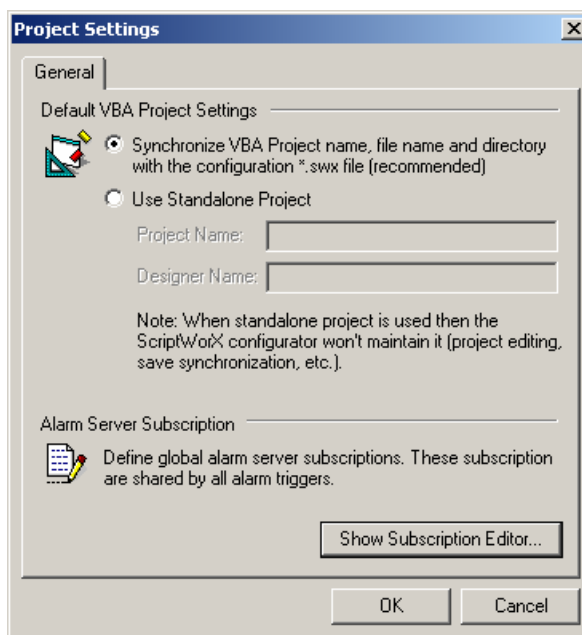 Project Settings
General
Default VBA Project Settings
Synchronize VBA Project name, file name and directory
with the configuration *.swx file (recommended)
Use Standalone Project
Project Name:
Designer Name:
Note: When standalone project is used then the
ScriptWorX configurator won't maintain it (project editing,
save synchronization, etc.).
Alarm Server Subscription
Define global alarm server subscriptions. These subscription
are shared by all alarm triggers.
Show Subscription Editor...
OK Cancel